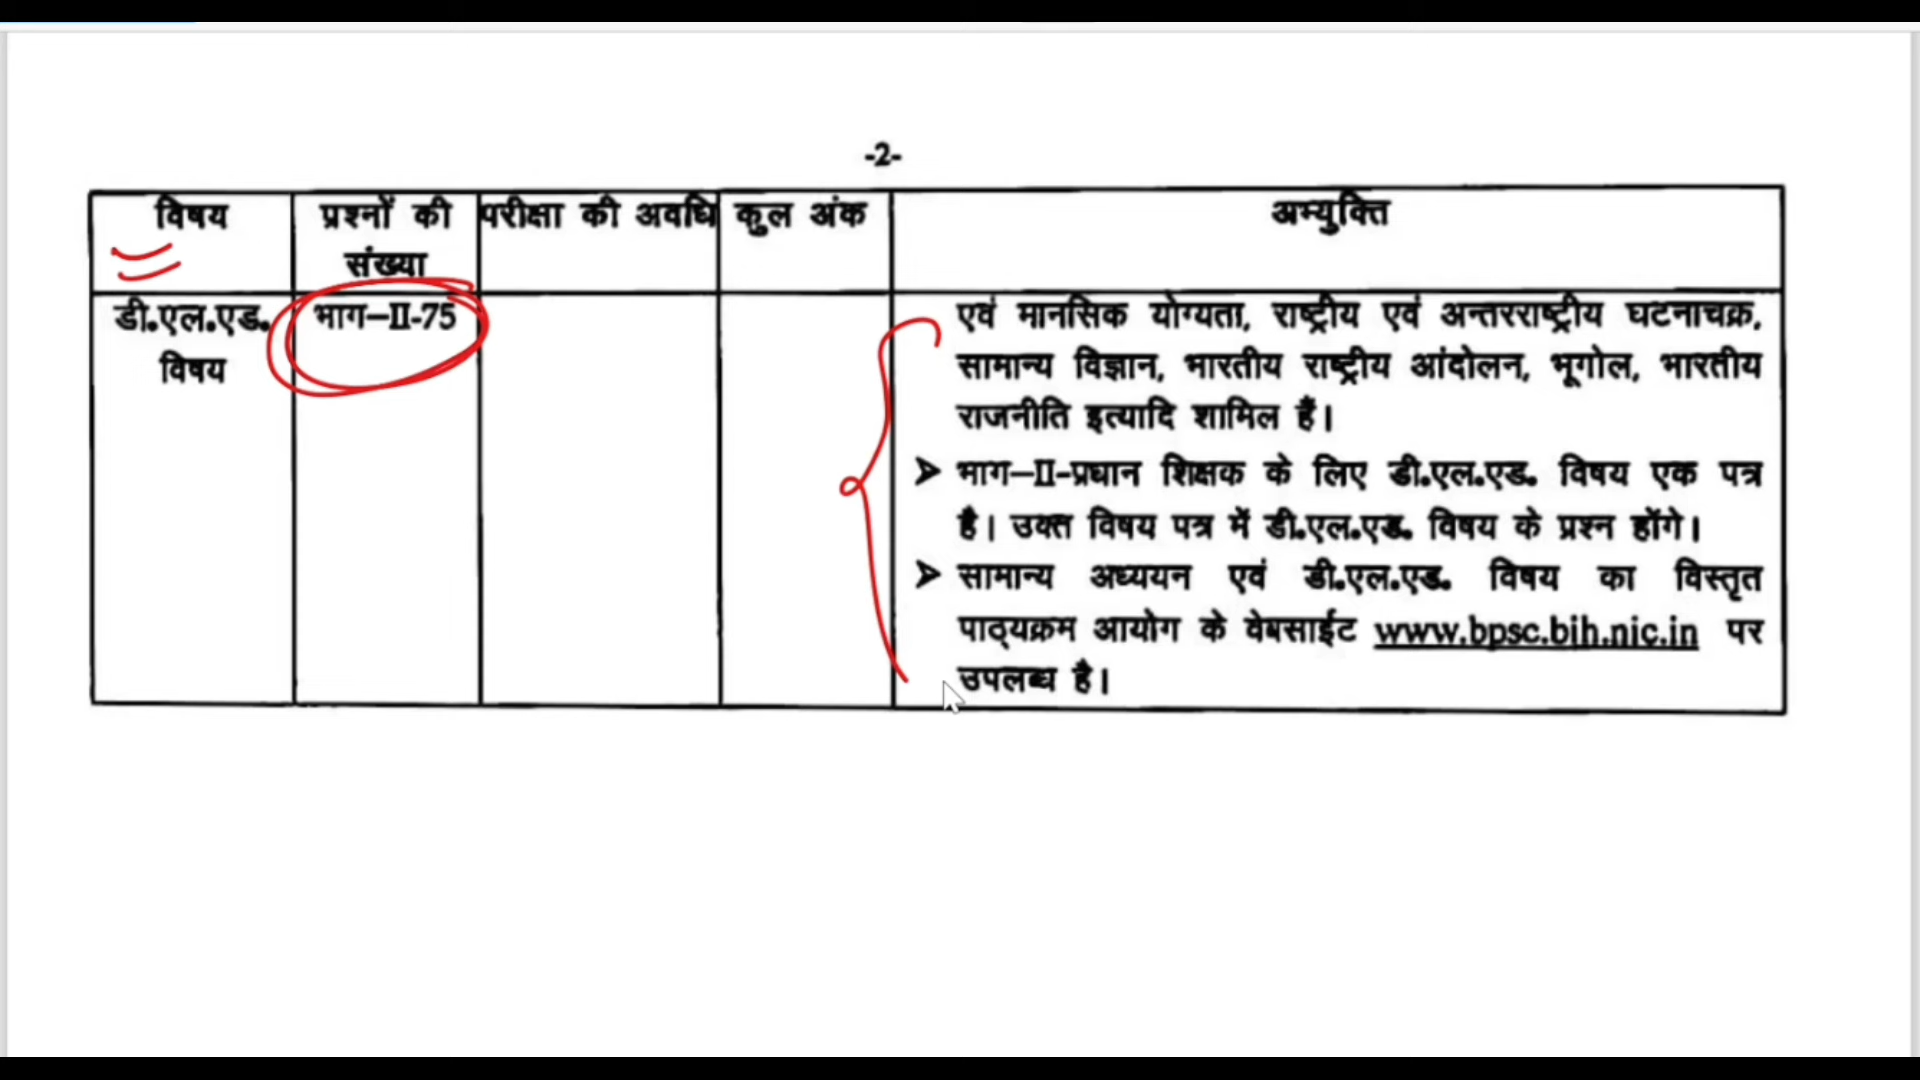 -2-
विषय
प्रश्नों की
संख्या
परीक्षा की अवधि
कुल अंक
अभ्युक्ति
डी.एल.एड.
विषय
भाग–II-75
एवं मानसिक योग्यता, राष्ट्रीय एवं अन्तरराष्ट्रीय घटनाचक्र,
सामान्य विज्ञान, भारतीय राष्ट्रीय आंदोलन, भूगोल, भारतीय
राजनीति इत्यादि शामिल हैं।
➤ भाग–II-प्रधान शिक्षक के लिए डी.एल.एड. विषय एक पत्र
है। उक्त विषय पत्र में डी.एल.एड. विषय के प्रश्न होंगे।
➤ सामान्य अध्ययन एवं डी.एल.एड. विषय का विस्तृत
पाठ्यक्रम आयोग के वेबसाईट www.bpsc.bih.nic.in पर
उपलब्ध है।